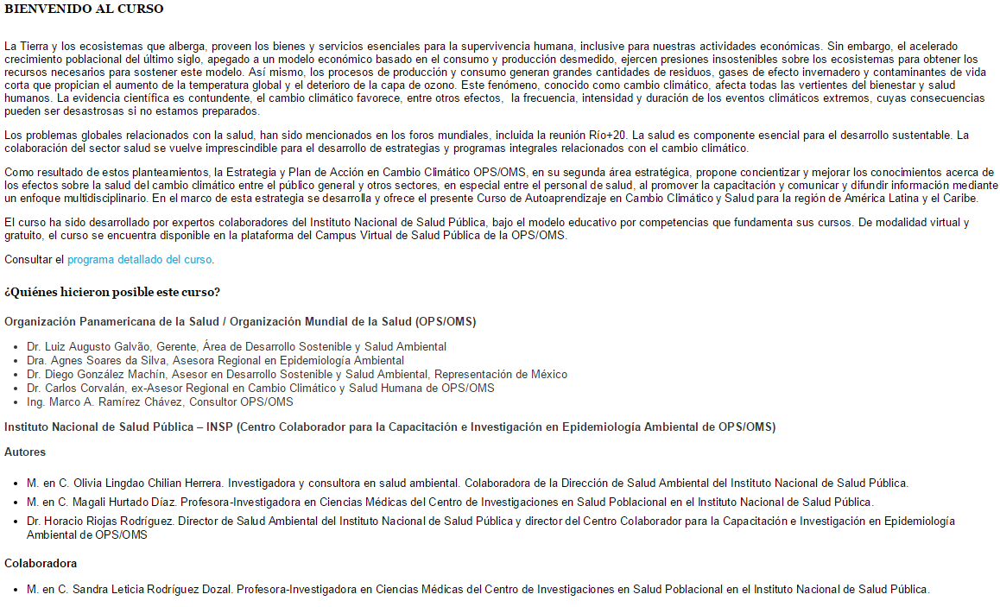 BIENVENIDO AL CURSO
La Tierra y los ecosistemas que alberga, proveen los bienes y servicios esenciales para la supervivencia humana, inclusive para nuestras actividades económicas. Sin embargo, el acelerado
crecimiento poblacional del último siglo, apegado a un modelo económico basado en el consumo y producción desmedido, ejercen presiones insostenibles sobre los ecosistemas para obtener los
recursos necesarios para sostener este modelo. Así mismo, los procesos de producción y consumo generan grandes cantidades de residuos, gases de efecto invernadero y contaminantes de vida
corta que propician el aumento de la temperatura global y el deterioro de la capa de ozono. Este fenómeno, conocido como cambio climático, afecta todas las vertientes del bienestar y salud
humanos. La evidencia científica es contundente, el cambio climático favorece, entre otros efectos, la frecuencia, intensidad y duración de los eventos climáticos extremos, cuyas consecuencias
pueden ser desastrosas si no estamos preparados.
Los problemas globales relacionados con la salud, han sido mencionados en los foros mundiales, incluida la reunión Río+20. La salud es componente esencial para el desarrollo sustentable. La
colaboración del sector salud se vuelve imprescindible para el desarrollo de estrategias y programas integrales relacionados con el cambio climático.
Como resultado de estos planteamientos, la Estrategia y Plan de Acción en Cambio Climático OPS/OMS, en su segunda área estratégica, propone concientizar y mejorar los conocimientos acerca de
los efectos sobre la salud del cambio climático entre el público general y otros sectores, en especial entre el personal de salud, al promover la capacitación y comunicar y difundir información mediante
un enfoque multidisciplinario. En el marco de esta estrategia se desarrolla y ofrece el presente Curso de Autoaprendizaje en Cambio Climático y Salud para la región de América Latina y el Caribe.
El curso ha sido desarrollado por expertos colaboradores del Instituto Nacional de Salud Pública, bajo el modelo educativo por competencias que fundamenta sus cursos. De modalidad virtual y
gratuito, el curso se encuentra disponible en la plataforma del Campus Virtual de Salud Pública de la OPS/OMS.
Consultar el programa detallado del curso.
¿Quiénes hicieron posible este curso?
Organización Panamericana de la Salud / Organización Mundial de la Salud (OPS/OMS)
• Dr. Luiz Augusto Galvão, Gerente, Área de Desarrollo Sostenible y Salud Ambiental
• Dra. Agnes Soares da Silva, Asesora Regional en Epidemiología Ambiental
• Dr. Diego González Machín, Asesor en Desarrollo Sostenible y Salud Ambiental, Representación de México
• Dr. Carlos Corvalán, ex-Asesor Regional en Cambio Climático y Salud Humana de OPS/OMS
• Ing. Marco A. Ramírez Chávez, Consultor OPS/OMS
Instituto Nacional de Salud Pública – INSP (Centro Colaborador para la Capacitación e Investigación en Epidemiología Ambiental de OPS/OMS)
Autores
• M. en C. Olivia Lingdao Chilian Herrera. Investigadora y consultora en salud ambiental. Colaboradora de la Dirección de Salud Ambiental del Instituto Nacional de Salud Pública.
• M. en C. Magali Hurtado Díaz. Profesora-Investigadora en Ciencias Médicas del Centro de Investigaciones en Salud Poblacional en el Instituto Nacional de Salud Pública.
• Dr. Horacio Riojas Rodríguez. Director de Salud Ambiental del Instituto Nacional de Salud Pública y director del Centro Colaborador para la Capacitación e Investigación en Epidemiología
Ambiental de OPS/OMS
Colaboradora
• M. en C. Sandra Leticia Rodríguez Dozal. Profesora-Investigadora en Ciencias Médicas del Centro de Investigaciones en Salud Poblacional en el Instituto Nacional de Salud Pública.